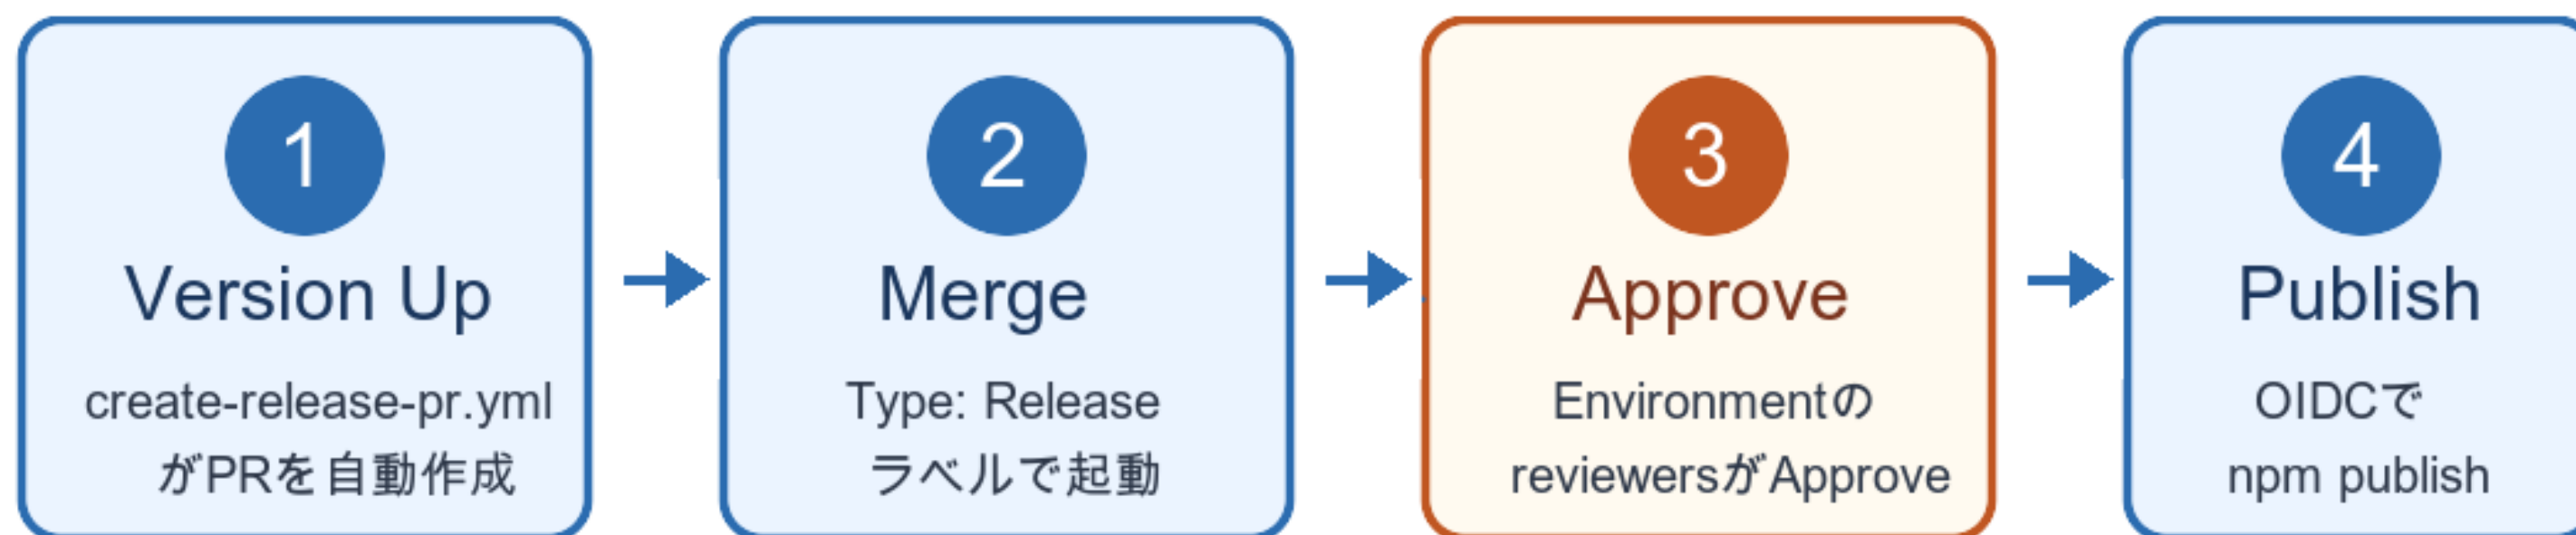 1
Version Up
create-release-pr.yml
がPRを自動作成
2
Merge
Type: Release
ラベルで起動
3
Approve
Environmentの
reviewersがApprove
4
Publish
OIDCで
npm publish